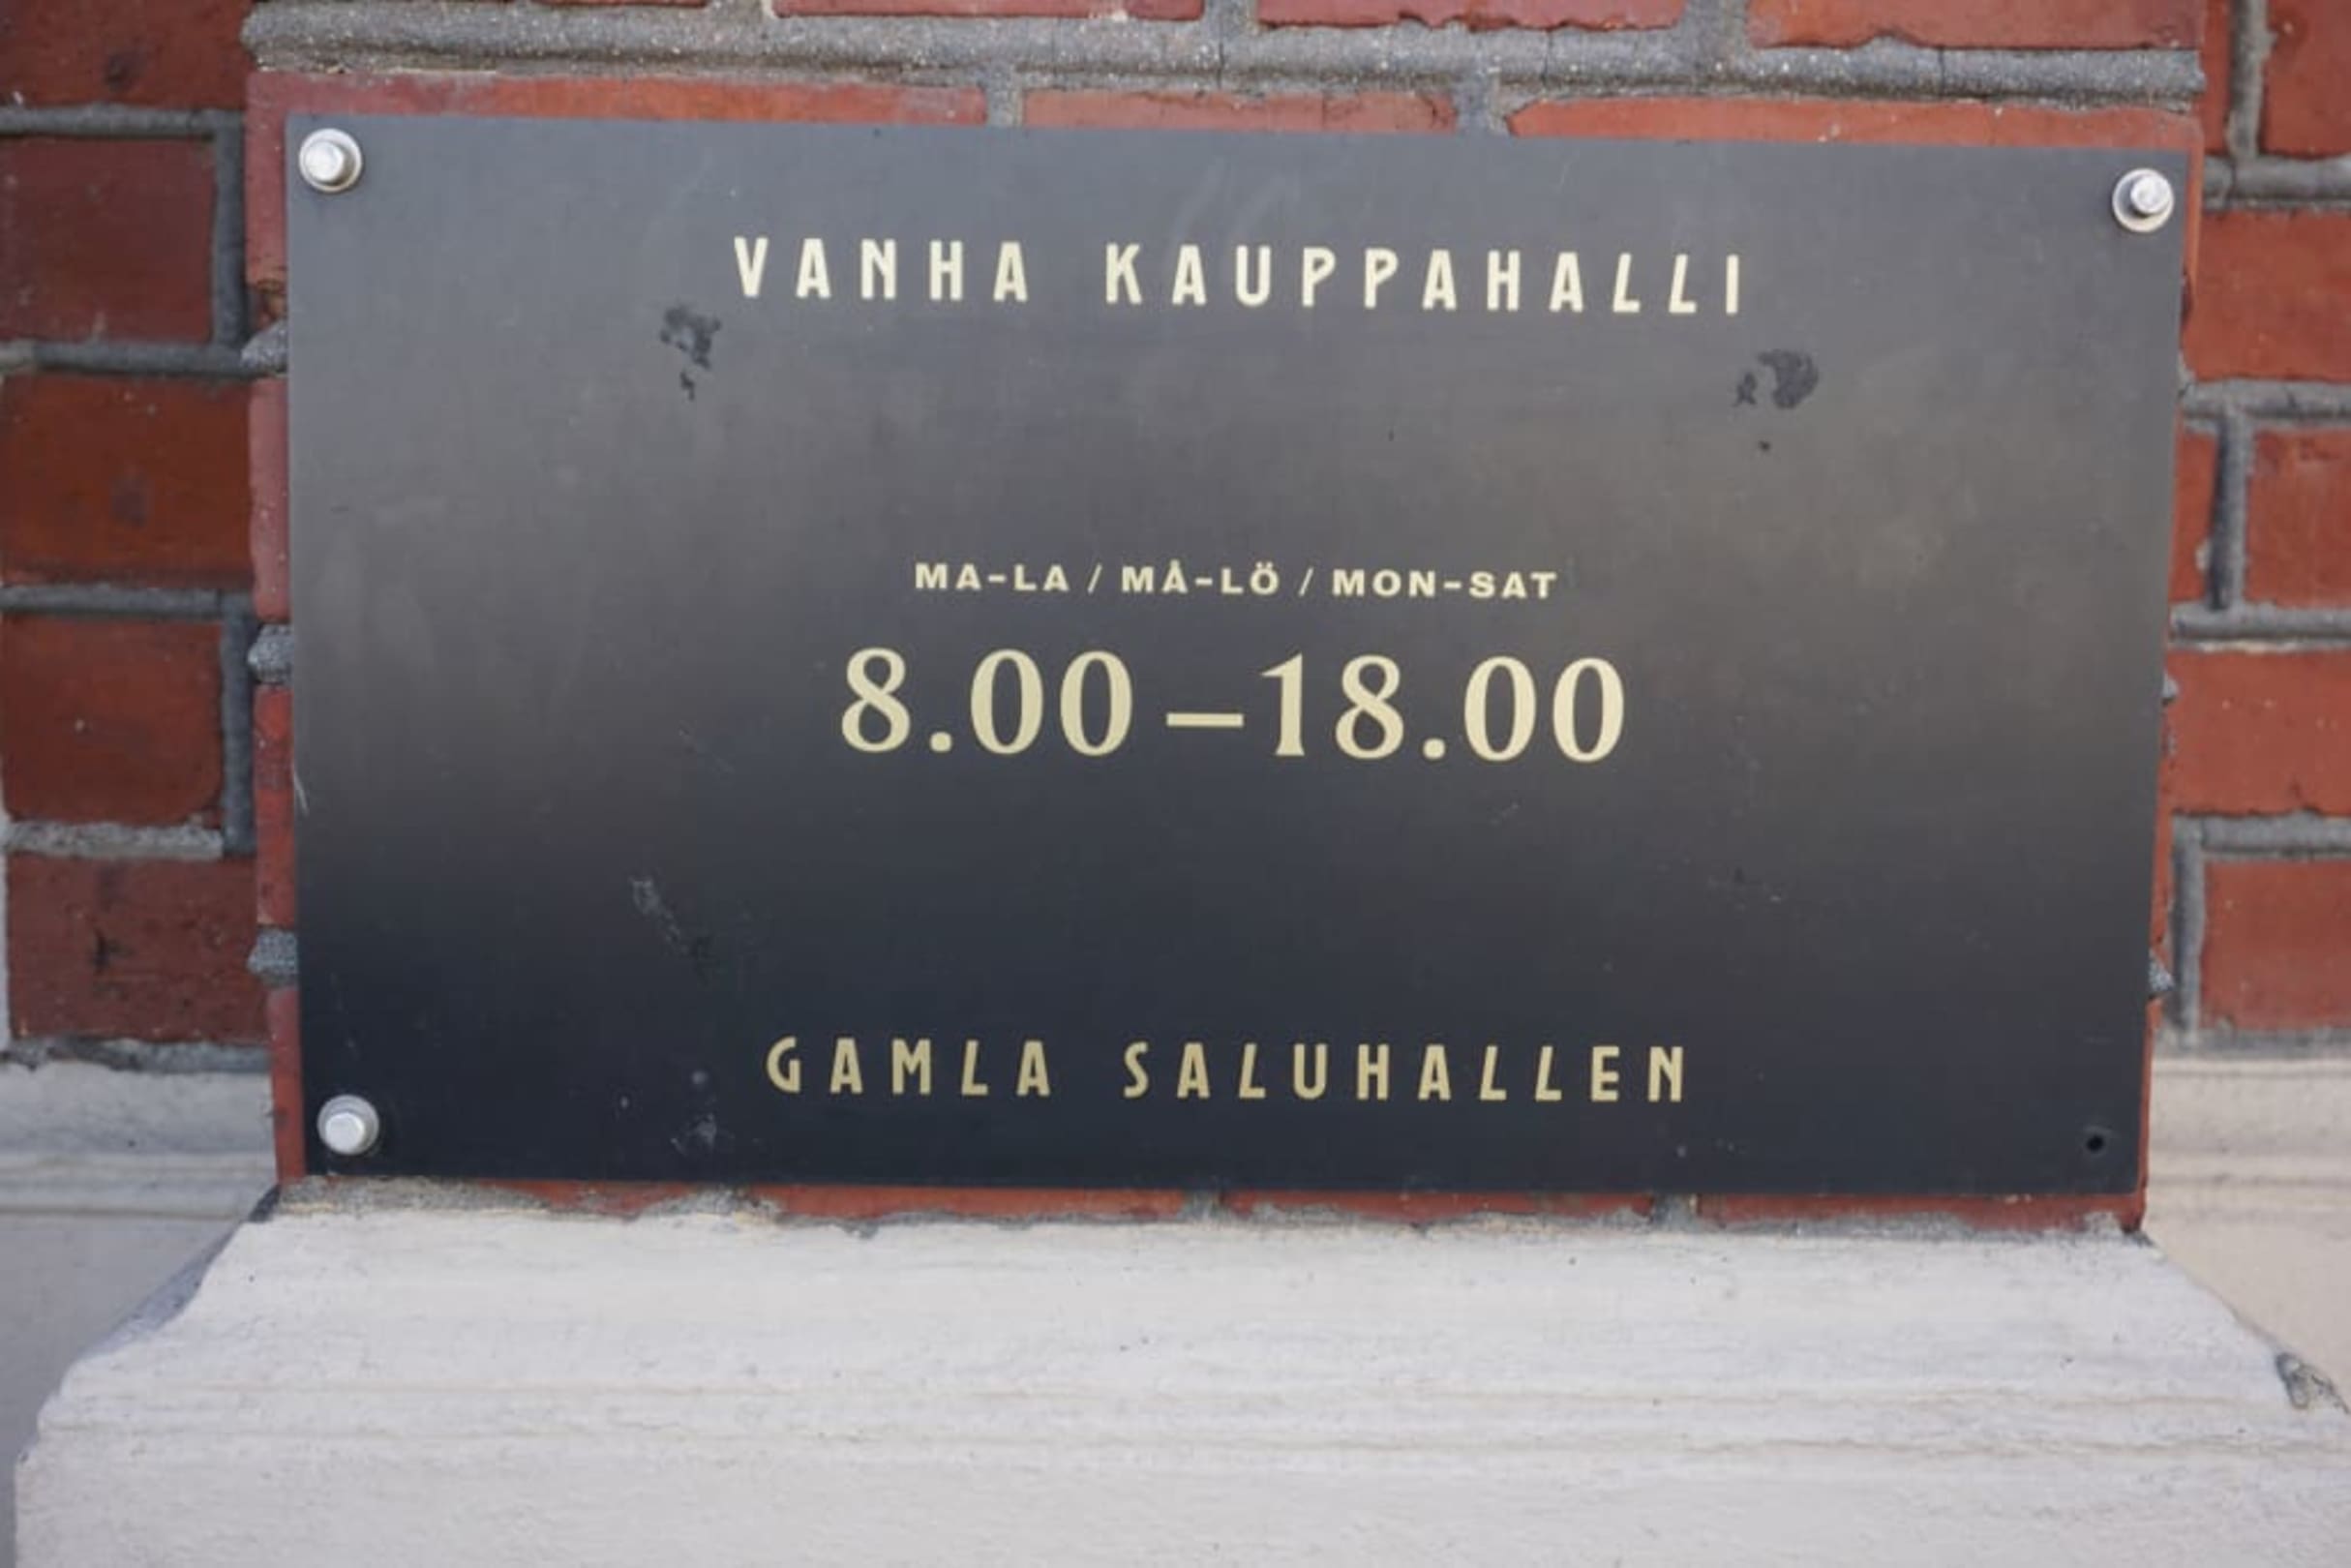 VANHA KAUPPAHALLI
MA-LA / MÅ-LÖ / MON-SAT
8.00–18.00
GAMLA SALUHALLEN